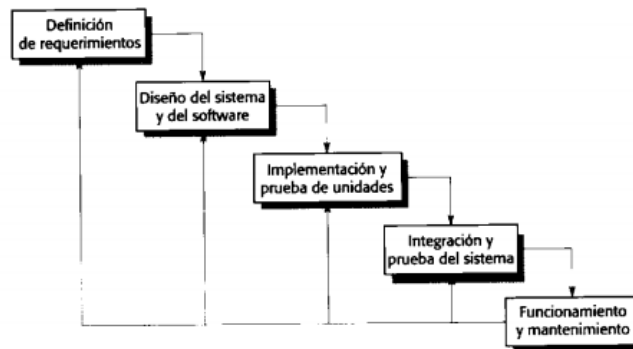 Definición
de requerimientos
Diseño del sistema
y del software
Implementación y
prueba de unidades
Integración y
prueba del sistema
Funcionamiento
y mantenimiento